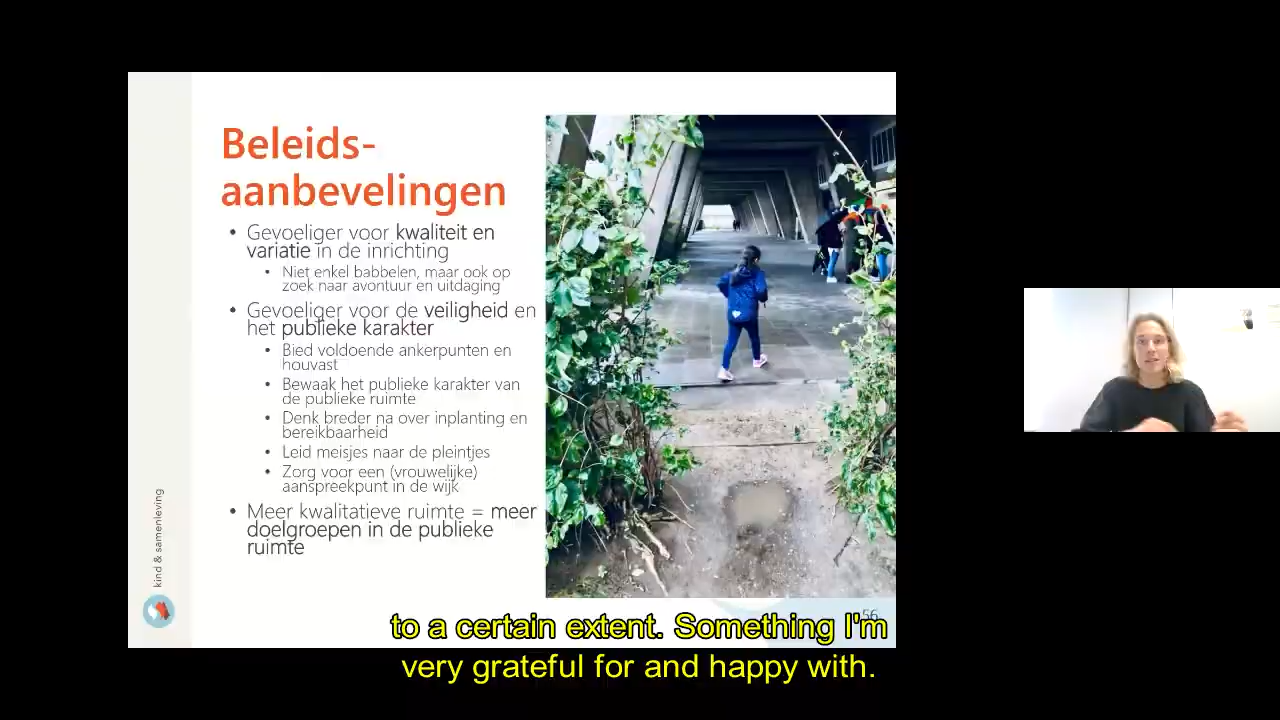 Beleids-
aanbevelingen
• Gevoeliger voor kwaliteit en
variatie in de inrichting
• Niet enkel babbelen, maar ook op
zoek naar avontuur en uitdaging
• Gevoeliger voor de veiligheid en
het publieke karakter
• Bied voldoende ankerpunten en
houvast
• Bewaak het publieke karakter van
de publieke ruimte
• Denk breder na over inplanting en
bereikbaarheid
• Leid meisjes naar de pleintjes
• Zorg voor een (vrouwelijke)
aanspreekpunt in de wijk
• Meer kwalitatieve ruimte = meer
doelgroepen in de publieke
ruimte
kind & samenleving
56
to a certain extent. Something I'm
very grateful for and happy with.